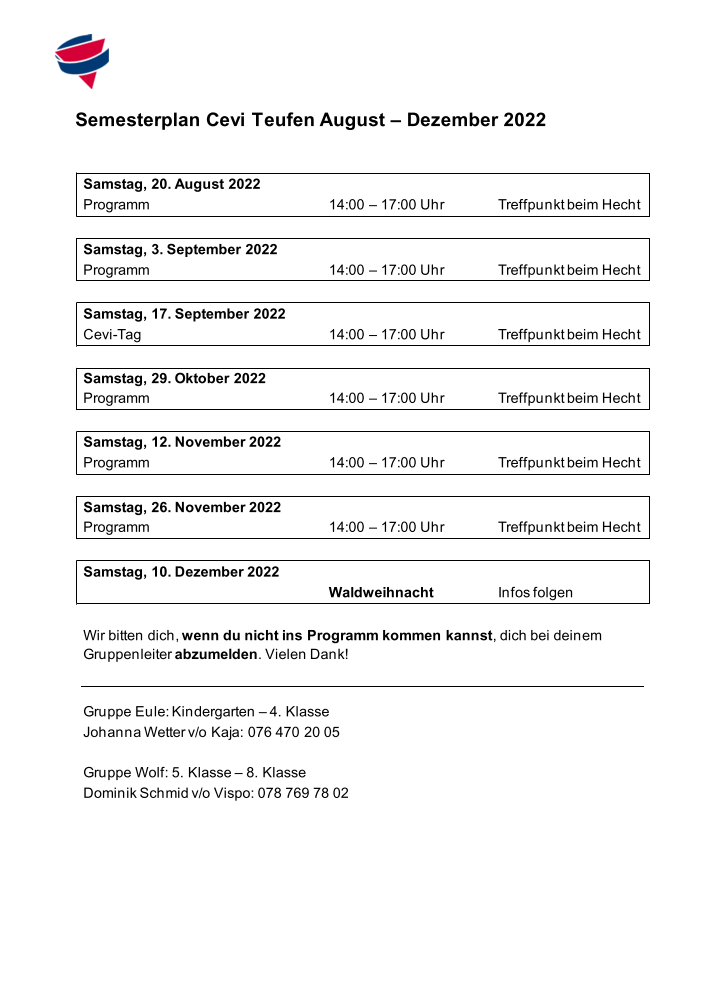 Semesterplan Cevi Teufen August – Dezember 2022
Samstag, 20. August 2022
Programm 14:00 – 17:00 Uhr Treffpunkt beim Hecht
Samstag, 3. September 2022
Programm 14:00 – 17:00 Uhr Treffpunkt beim Hecht
Samstag, 17. September 2022
Cevi-Tag 14:00 – 17:00 Uhr Treffpunkt beim Hecht
Samstag, 29. Oktober 2022
Programm 14:00 – 17:00 Uhr Treffpunkt beim Hecht
Samstag, 12. November 2022
Programm 14:00 – 17:00 Uhr Treffpunkt beim Hecht
Samstag, 26. November 2022
Programm 14:00 – 17:00 Uhr Treffpunkt beim Hecht
Samstag, 10. Dezember 2022
Waldweihnacht Infos folgen
Wir bitten dich, wenn du nicht ins Programm kommen kannst, dich bei deinem
Gruppenleiter abzumelden. Vielen Dank!
Gruppe Eule: Kindergarten – 4. Klasse
Johanna Wetter v/o Kaja: 076 470 20 05
Gruppe Wolf: 5. Klasse – 8. Klasse
Dominik Schmid v/o Vispo: 078 769 78 02